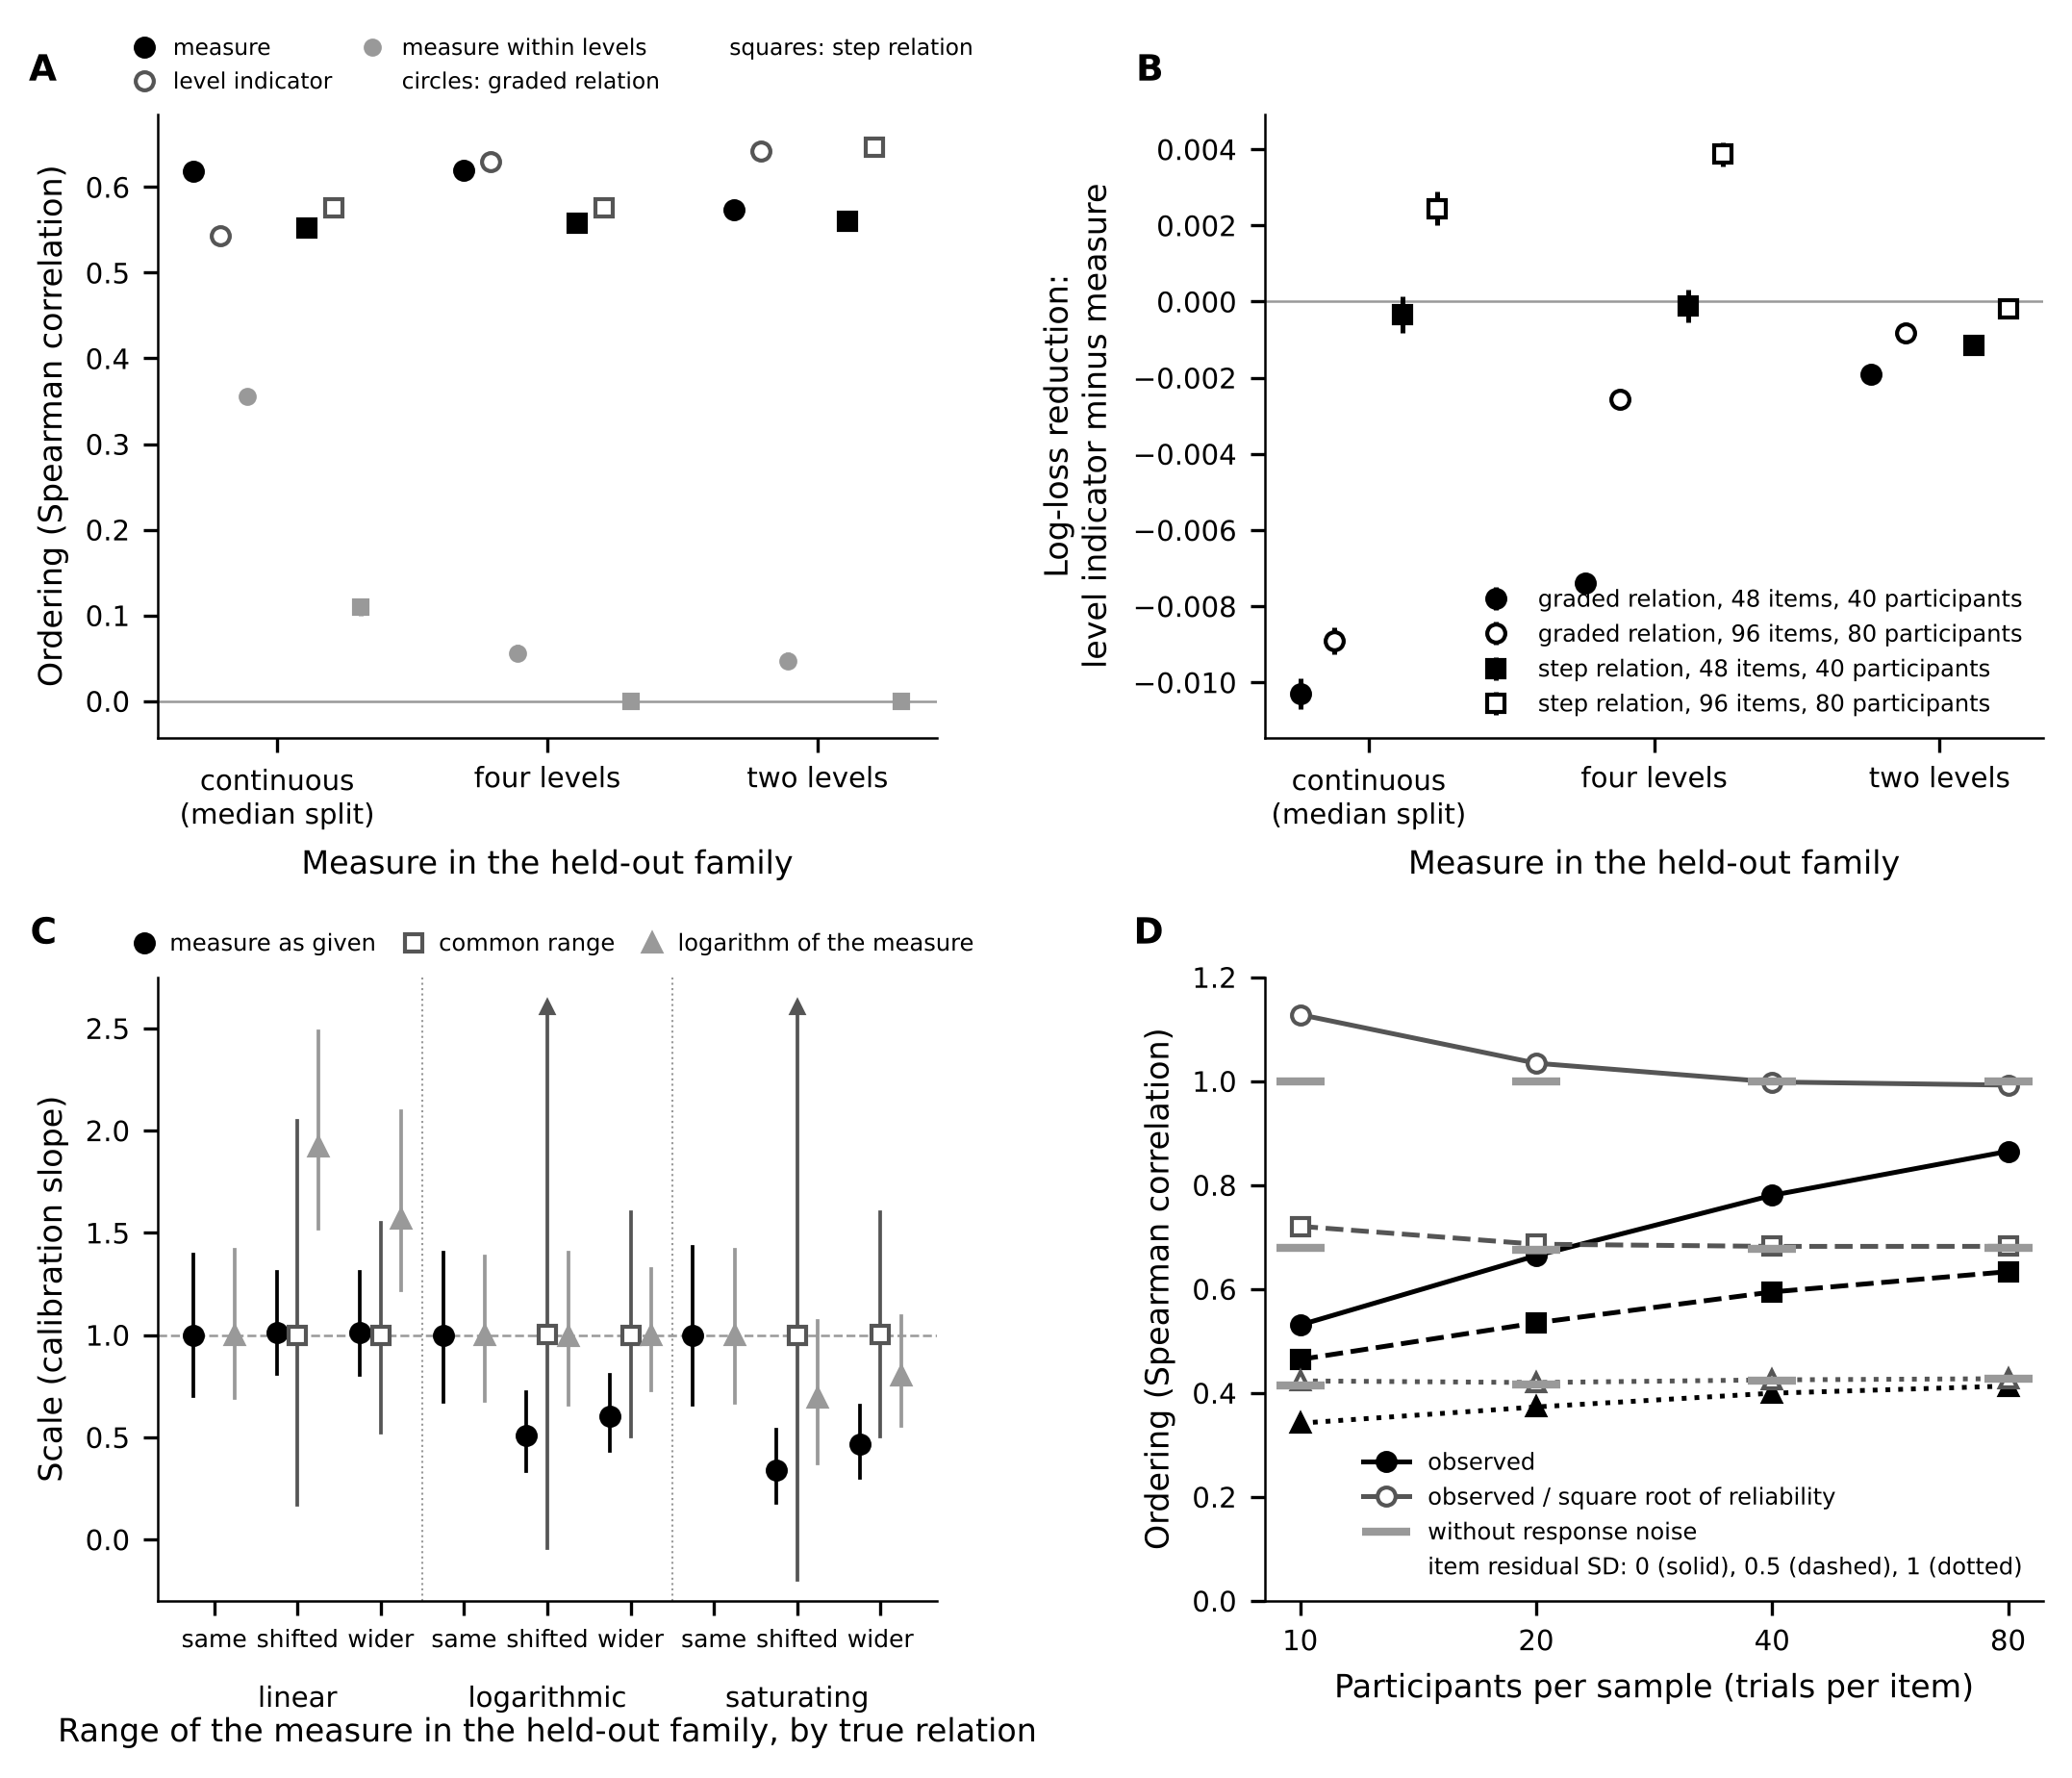 A
measure
measure within levels
squares: step relation
level indicator
circles: graded relation
Ordering (Spearman correlation)
0.6
0.5
0.4
0.3
0.2
0.1
0.0
continuous
(median split)
four levels
two levels
Measure in the held-out family
B
Log-loss reduction:
level indicator minus measure
0.004
0.002
0.000
−0.002
−0.004
−0.006
−0.008
−0.010
graded relation, 48 items, 40 participants
graded relation, 96 items, 80 participants
step relation, 48 items, 40 participants
step relation, 96 items, 80 participants
continuous
(median split)
four levels
two levels
Measure in the held-out family
C
measure as given
common range
logarithm of the measure
Scale (calibration slope)
2.5
2.0
1.5
1.0
0.5
0.0
same shifted wider same shifted wider same shifted wider
linear
logarithmic
saturating
Range of the measure in the held-out family, by true relation
D
Ordering (Spearman correlation)
1.2
1.0
0.8
0.6
0.4
0.2
0.0
observed
observed / square root of reliability
without response noise
item residual SD: 0 (solid), 0.5 (dashed), 1 (dotted)
10
20
40
80
Participants per sample (trials per item)